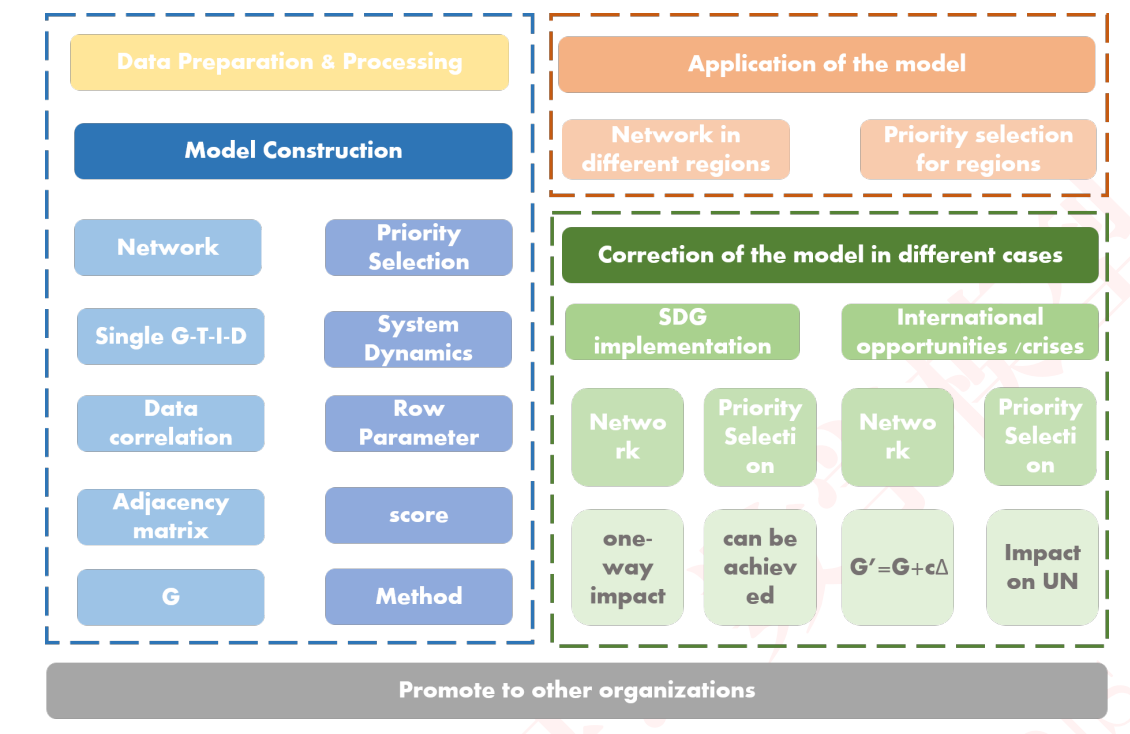 Data Preparation & Processing
Model Construction
Network
Priority
Selection
Single G-T-I-D
System
Dynamics
Data
correlation
Row
Parameter
Adjacency
matrix
score
G
Method
Application of the model
Network in
different regions
Priority selection
for regions
Correction of the model in different cases
SDG
implementation
International
opportunities /crises
Netwo
rk
Priority
Selecti
on
Netwo
rk
Priority
Selecti
on
one-
way
impact
can be
achiev
ed
G’=G+cΔ
Impact
on UN
Promote to other organizations